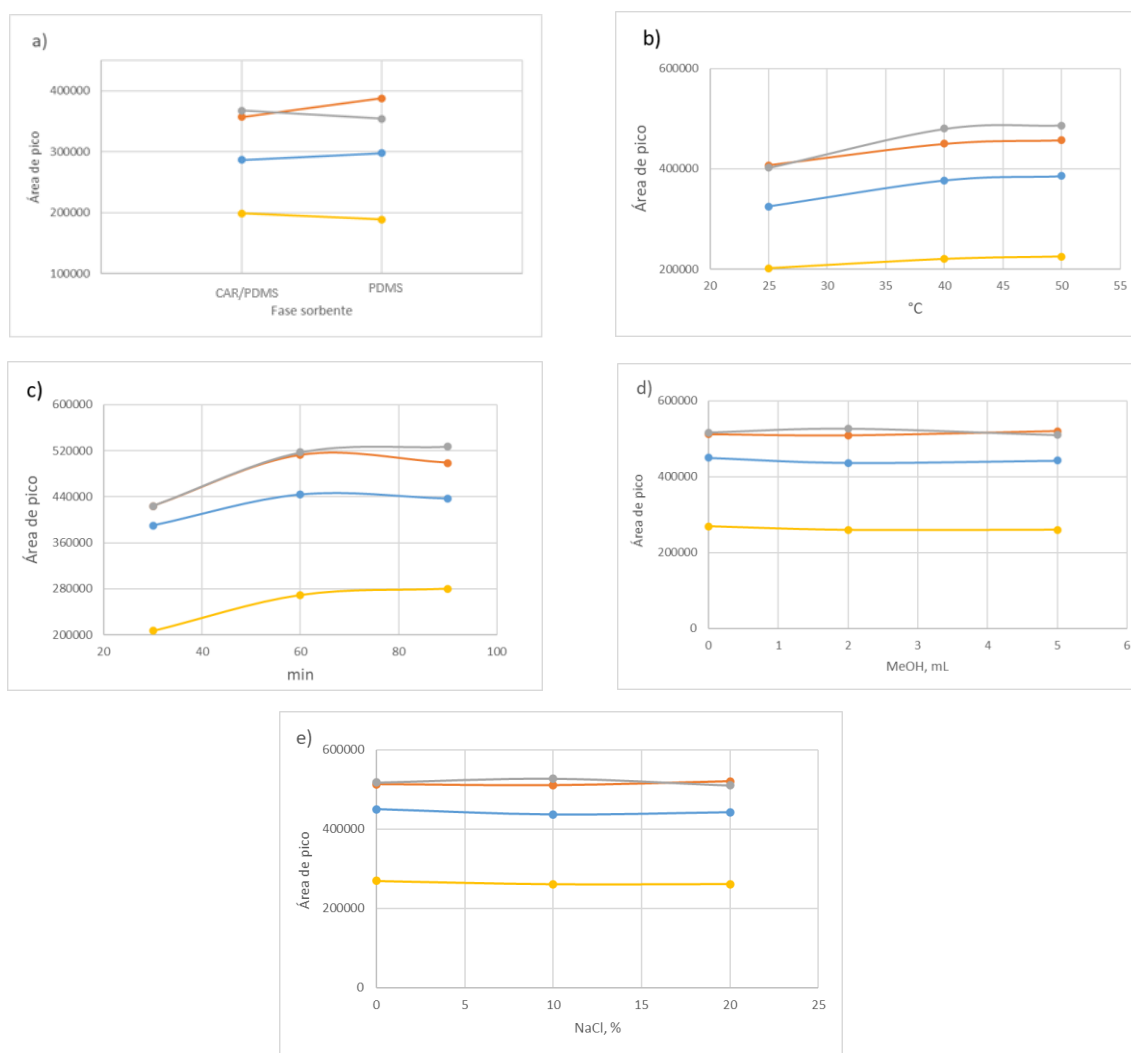 a)
Área de pico
400000
300000
200000
100000
CAR/PDMS
PDMS
Fase sorbente
b)
Área de pico
600000
400000
200000
20
25
30
35
40
45
50
55
°C
c)
Área de pico
600000
520000
440000
360000
280000
200000
20
40
60
80
100
min
d)
Área de pico
600000
400000
200000
0
0
1
2
3
4
5
6
MeOH, mL
e)
Área de pico
600000
400000
200000
0
0
5
10
15
20
25
NaCl, %